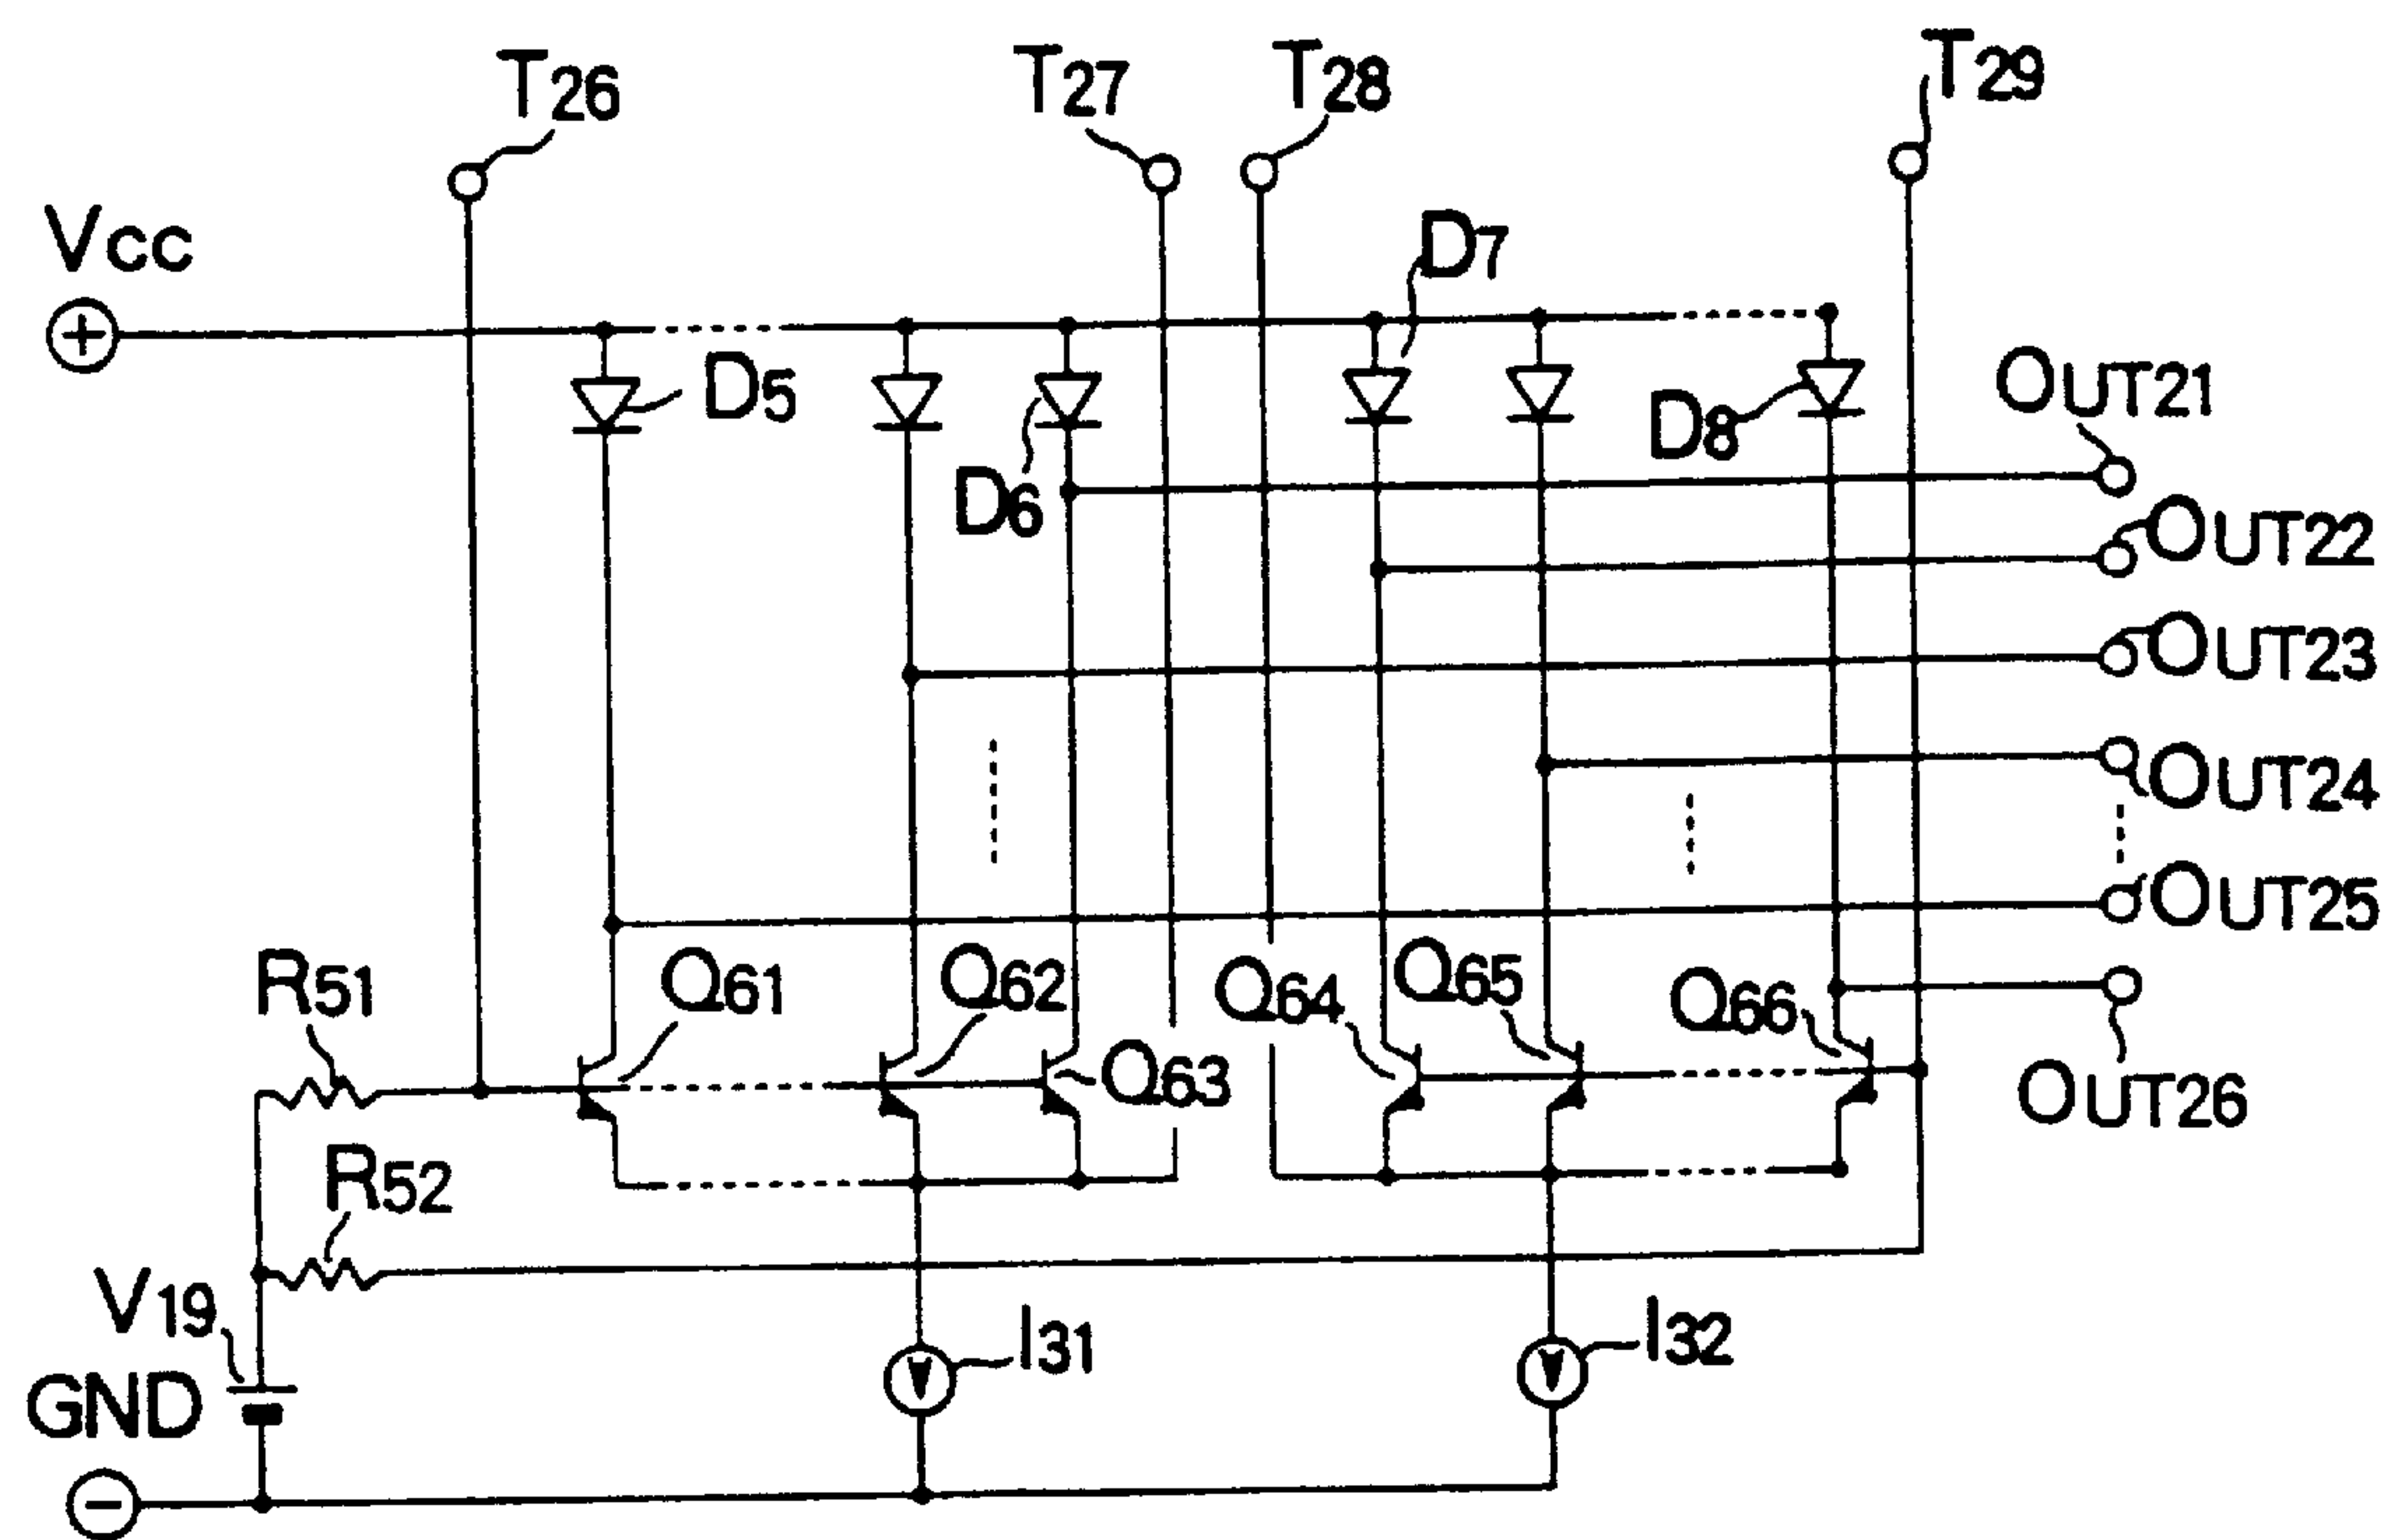 T26
T27
T28
T29
Vcc
D7
D5
D8
OUT21
D6
OUT22
OUT23
OUT24
OUT25
R51
Q61
Q62
Q64
Q65
Q66
Q63
OUT26
R52
V19
I31
I32
GND